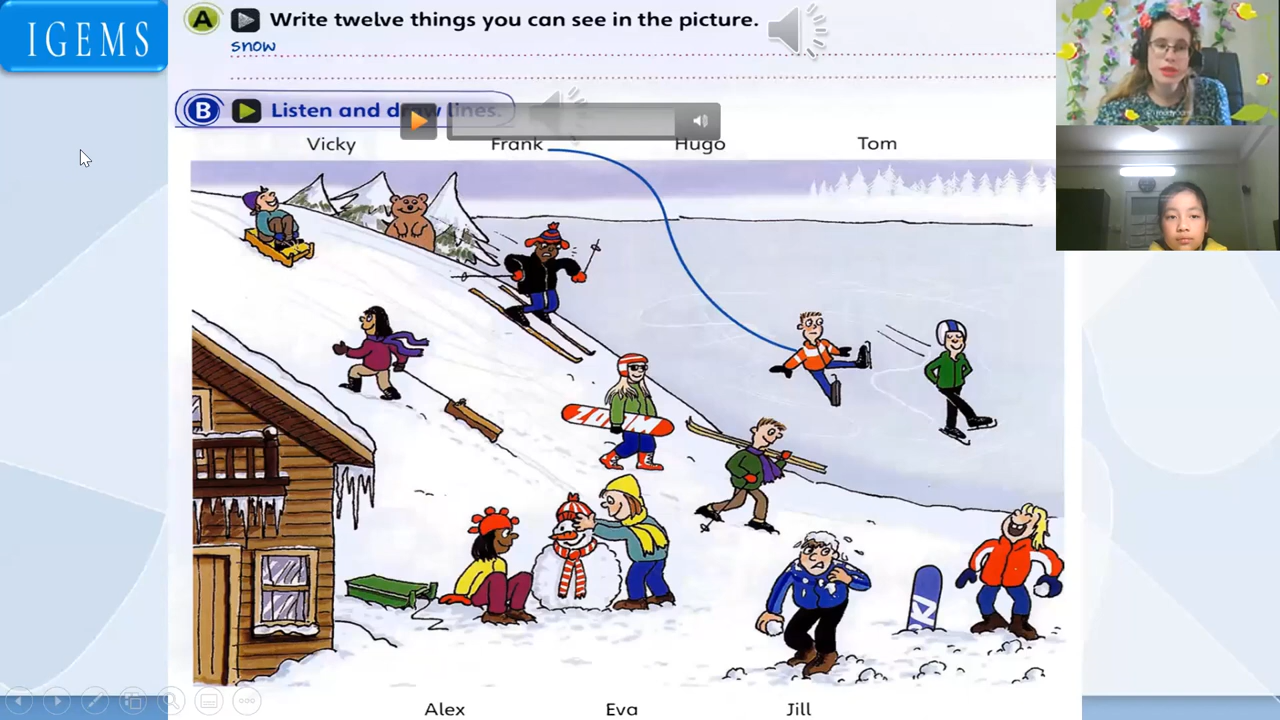 IGEMS
A Write twelve things you can see in the picture.
snow
B Listen and draw lines.
Vicky Frank Hugo Tom
ZOOM
SKI
Alex Eva Jill